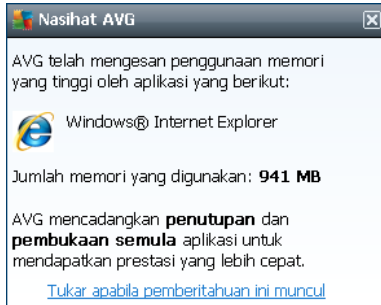 Nasihat AVG
AVG telah mengesan penggunaan memori
yang tinggi oleh aplikasi yang berikut:
Windows® Internet Explorer
Jumlah memori yang digunakan: 941 MB
AVG mencadangkan penutupan dan
pembukaan semula aplikasi untuk
mendapatkan prestasi yang lebih cepat.
Tukar apabila pemberitahuan ini muncul